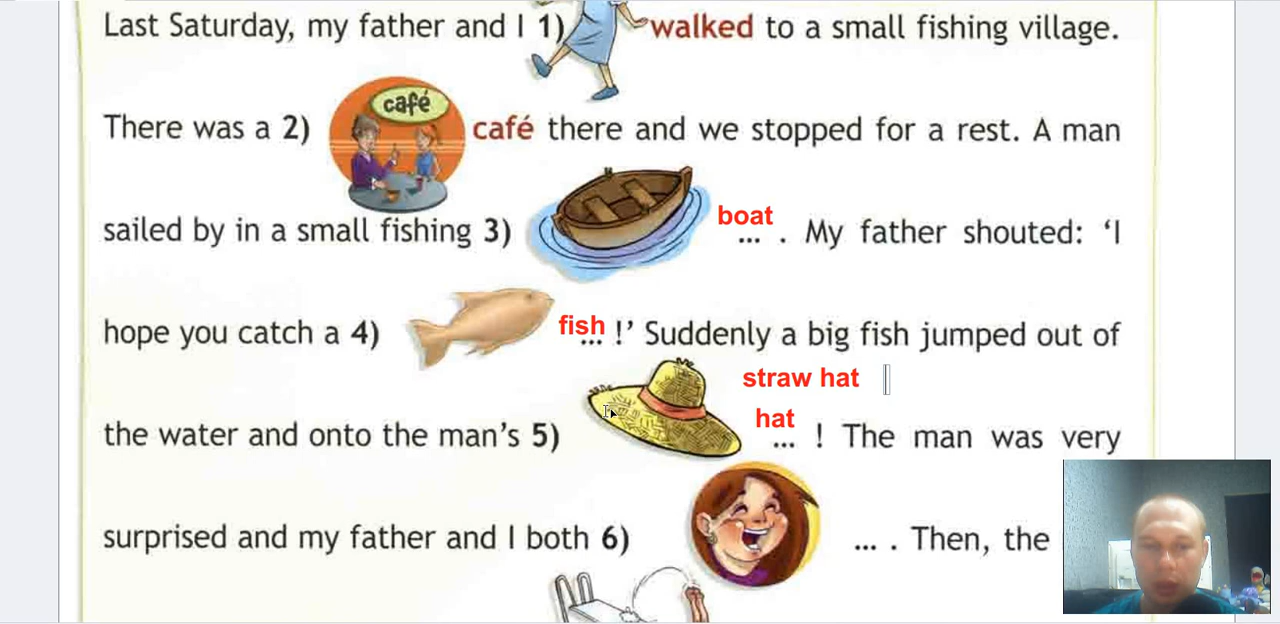 Last Saturday, my father and I 1) walked to a small fishing village.
café
There was a 2) café there and we stopped for a rest. A man
boat
sailed by in a small fishing 3) ... . My father shouted: ‘I
fish
hope you catch a 4) ... !’ Suddenly a big fish jumped out of
straw hat
hat
the water and onto the man’s 5) ... ! The man was very
surprised and my father and I both 6) ... . Then, the